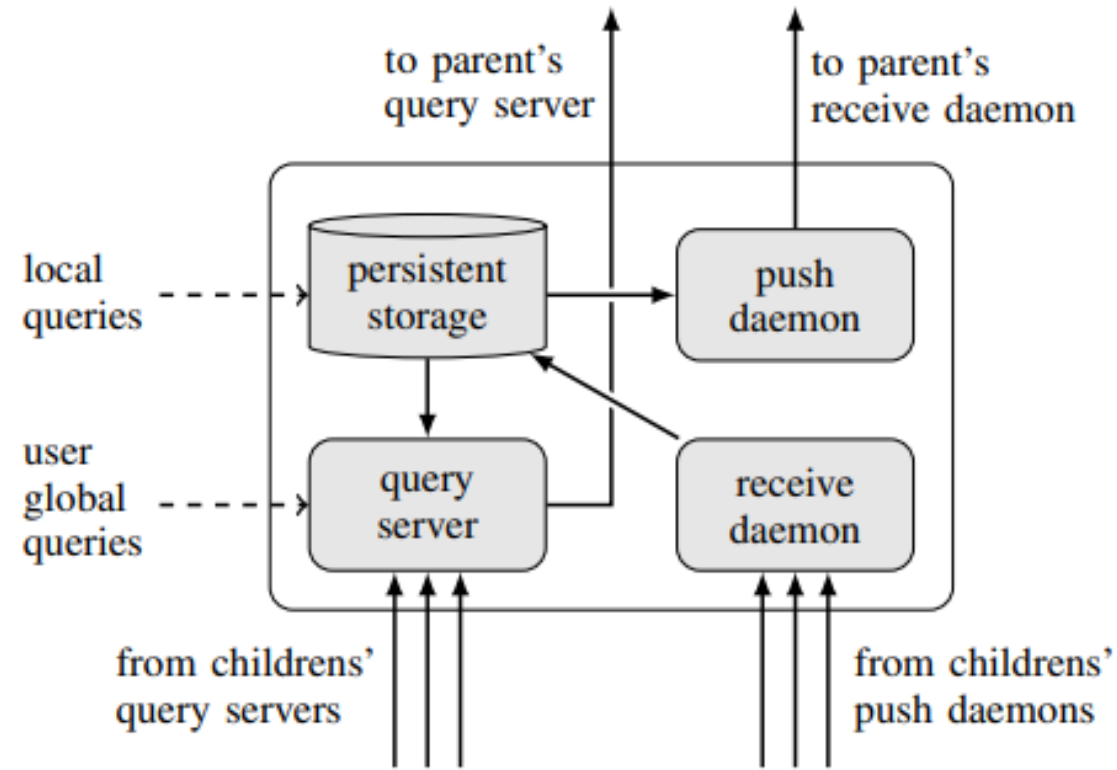 to parent's
query server
to parent's
receive daemon
local
queries
persistent
storage
push
daemon
user
global
queries
query
server
receive
daemon
from childrens'
query servers
from childrens'
push daemons